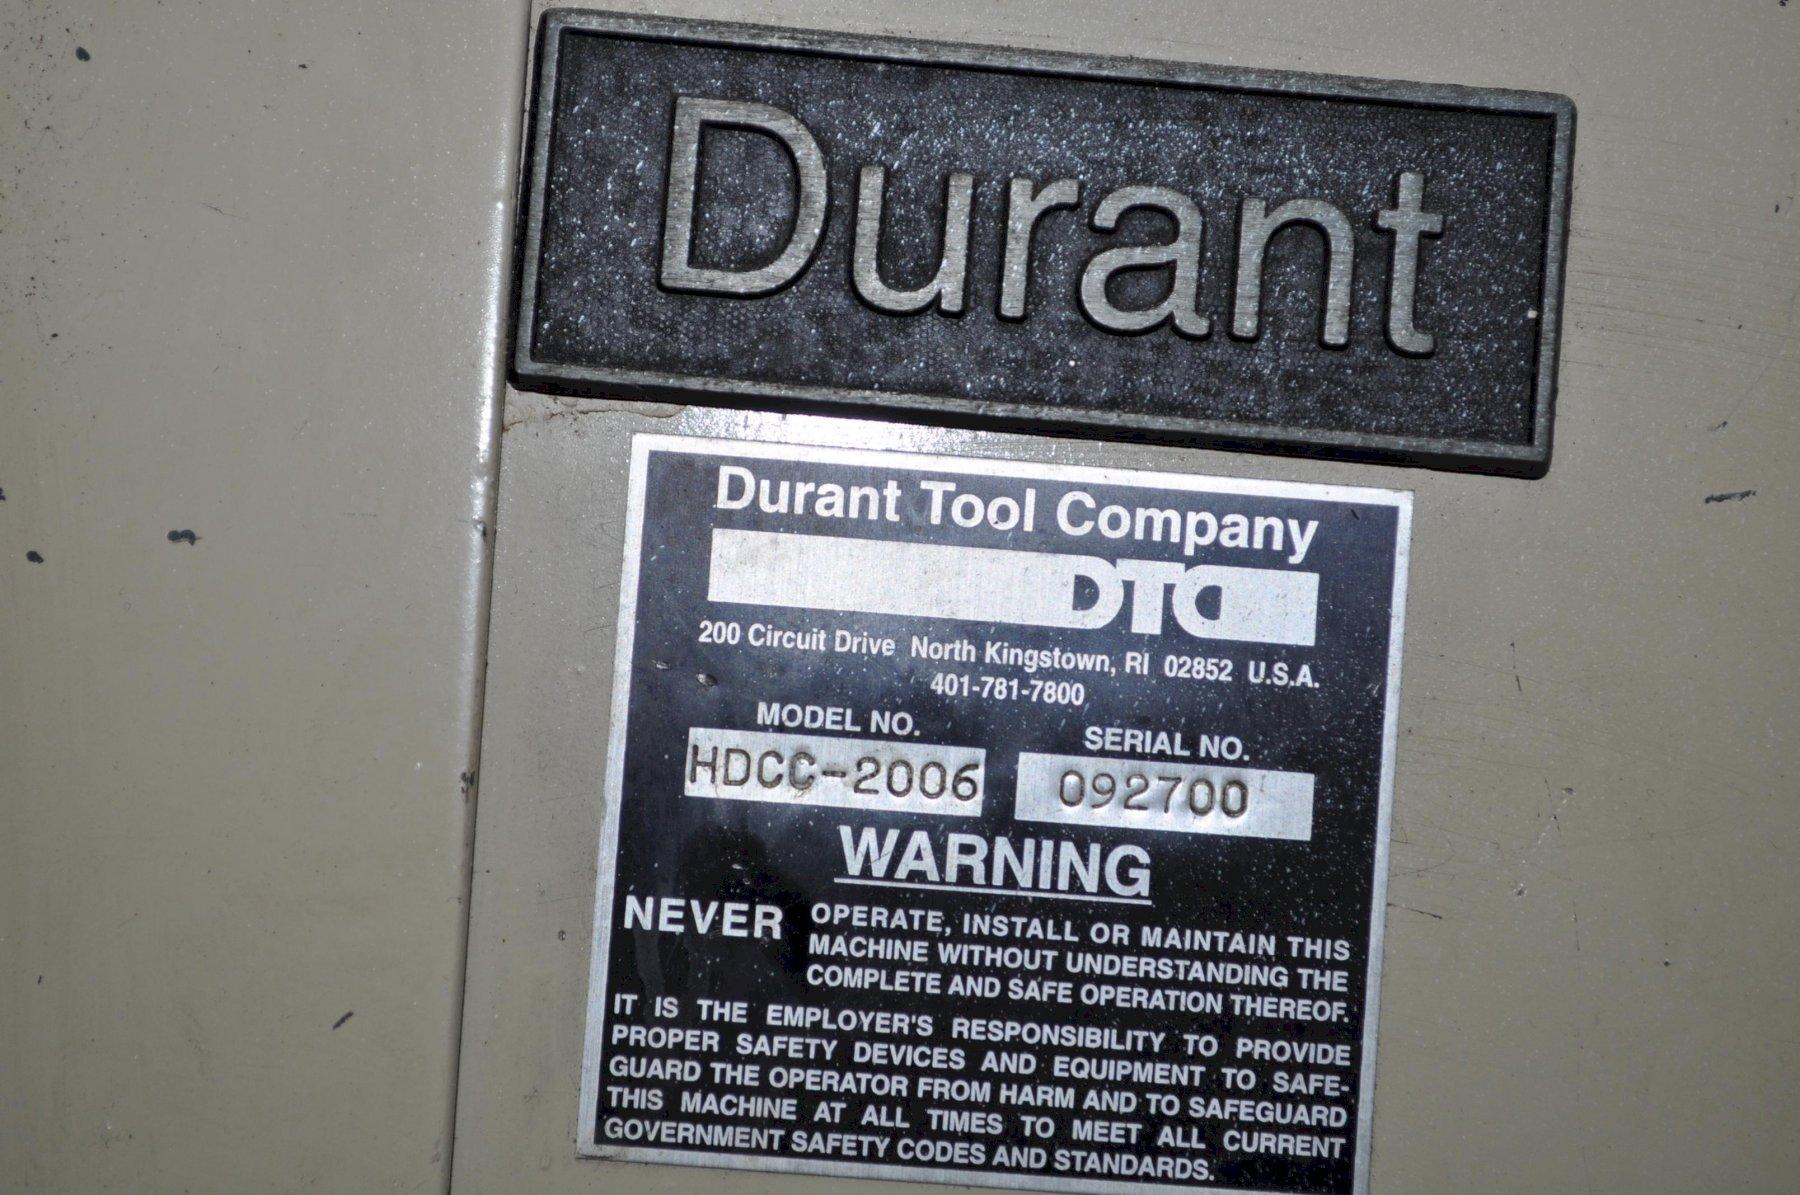 Durant
Durant Tool Company
DTC
200 Circuit Drive North Kingstown, RI 02852 U.S.A.
401-781-7800
MODEL NO. SERIAL NO.
HDCC-2006 092700
WARNING
NEVER OPERATE, INSTALL OR MAINTAIN THIS
MACHINE WITHOUT UNDERSTANDING THE
COMPLETE AND SAFE OPERATION THEREOF.
IT IS THE EMPLOYER'S RESPONSIBILITY TO PROVIDE
PROPER SAFETY DEVICES AND EQUIPMENT TO SAFE-
GUARD THE OPERATOR FROM HARM AND TO SAFEGUARD
THIS MACHINE AT ALL TIMES TO MEET ALL CURRENT
GOVERNMENT SAFETY CODES AND STANDARDS.